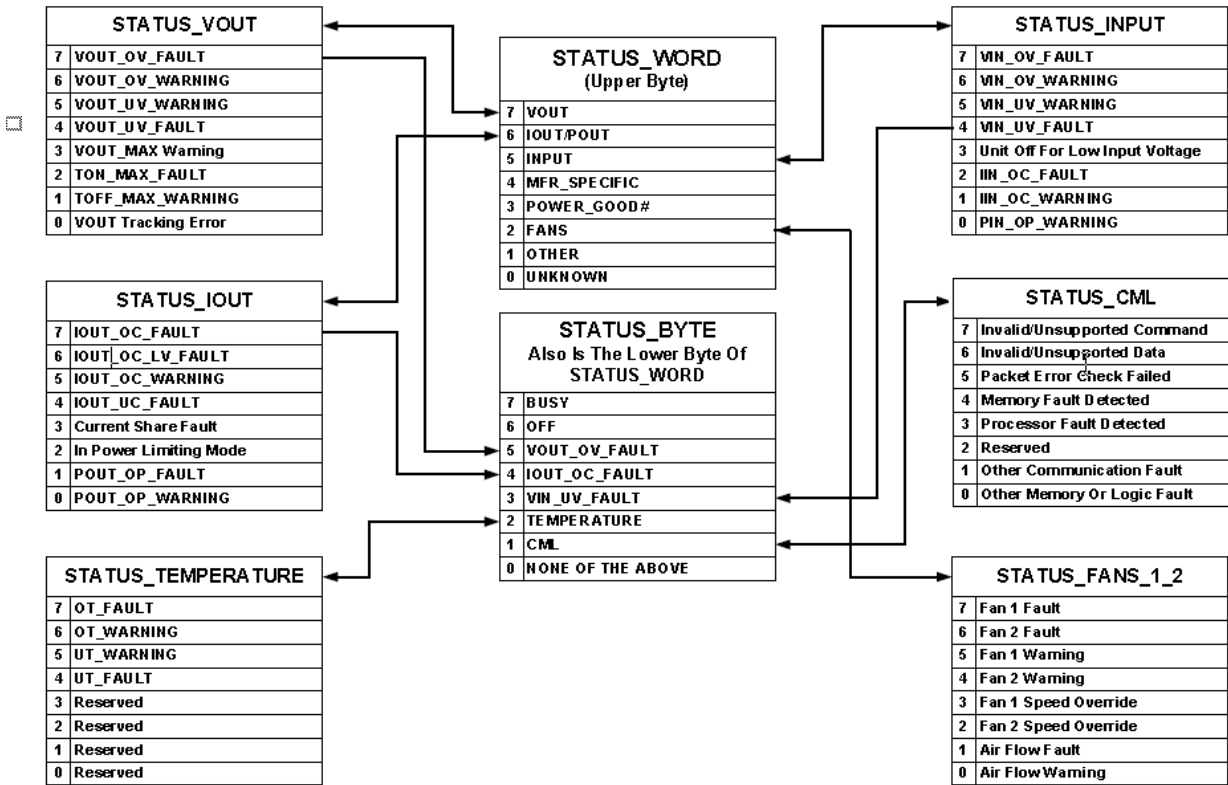 STATUS_VOUT
7 VOUT_OV_FAULT
6 VOUT_OV_WARNING
5 VOUT_UV_WARNING
4 VOUT_UV_FAULT
3 VOUT_MAX Warning
2 TON_MAX_FAULT
1 TOFF_MAX_WARNING
0 VOUT Tracking Error
STATUS_IOUT
7 IOUT_OC_FAULT
6 IOUT_OC_LV_FAULT
5 IOUT_OC_WARNING
4 IOUT_UC_FAULT
3 Current Share Fault
2 In Power Limiting Mode
1 POUT_OP_FAULT
0 POUT_OP_WARNING
STATUS_TEMPERATURE
7 OT_FAULT
6 OT_WARNING
5 UT_WARNING
4 UT_FAULT
3 Reserved
2 Reserved
1 Reserved
0 Reserved
STATUS_WORD
(Upper Byte)
7 VOUT
6 IOUT/POUT
5 INPUT
4 MFR_SPECIFIC
3 POWER_GOOD#
2 FANS
1 OTHER
0 UNKNOWN
STATUS_BYTE
Also Is The Lower Byte Of
STATUS_WORD
7 BUSY
6 OFF
5 VOUT_OV_FAULT
4 IOUT_OC_FAULT
3 VIN_UV_FAULT
2 TEMPERATURE
1 CML
0 NONE OF THE ABOVE
STATUS_INPUT
7 VIN_OV_FAULT
6 VIN_OV_WARNING
5 VIN_UV_WARNING
4 VIN_UV_FAULT
3 Unit Off For Low Input Voltage
2 IIN_OC_FAULT
1 IIN_OC_WARNING
0 PIN_OP_WARNING
STATUS_CML
7 Invalid/Unsupported Command
6 Invalid/Unsupported Data
5 Packet Error Check Failed
4 Memory Fault Detected
3 Processor Fault Detected
2 Reserved
1 Other Communication Fault
0 Other Memory Or Logic Fault
STATUS_FANS_1_2
7 Fan 1 Fault
6 Fan 2 Fault
5 Fan 1 Warning
4 Fan 2 Warning
3 Fan 1 Speed Override
2 Fan 2 Speed Override
1 Air Flow Fault
0 Air Flow Warning